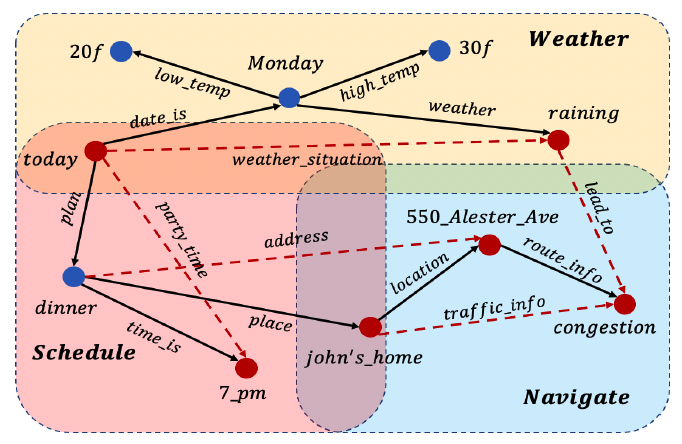 Weather
20f
30f
Monday
low_temp
high_temp
date_is
weather
raining
today
weather_situation
plan
party_time
lead_to
550_Alester_Ave
address
route_info
location
dinner
traffic_info
place
congestion
time_is
Schedule
john's_home
7_pm
Navigate